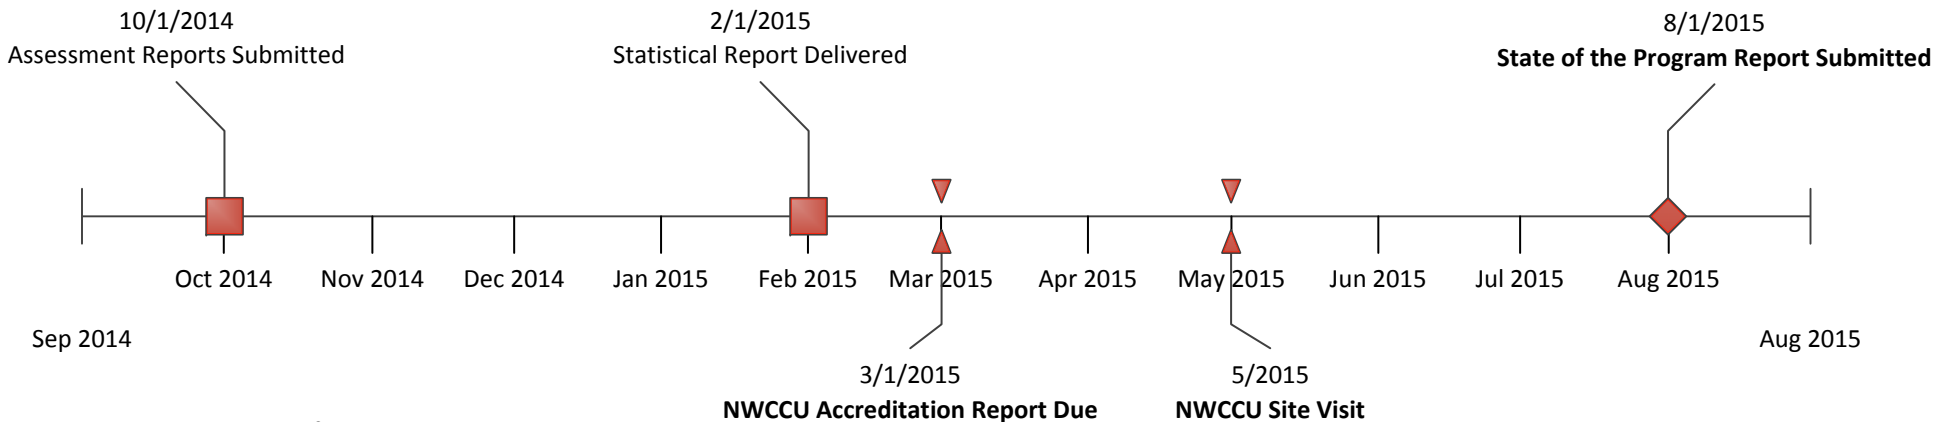 10/1/2014
Assessment Reports Submitted
2/1/2015
Statistical Report Delivered
8/1/2015
State of the Program Report Submitted
Oct 2014
Nov 2014
Dec 2014
Jan 2015
Feb 2015
Mar 2015
Apr 2015
May 2015
Jun 2015
Jul 2015
Aug 2015
Sep 2014
Aug 2015
3/1/2015
NWCCU Accreditation Report Due
5/2015
NWCCU Site Visit